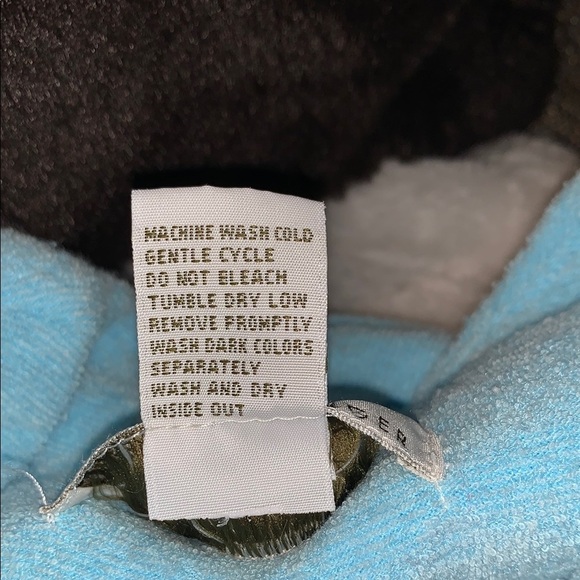 MACHINE WASH COLD
GENTLE CYCLE
DO NOT BLEACH
TUMBLE DRY LOW
REMOVE PROMPTLY
WASH DARK COLORS
SEPARATELY
WASH AND DRY
INSIDE OUT